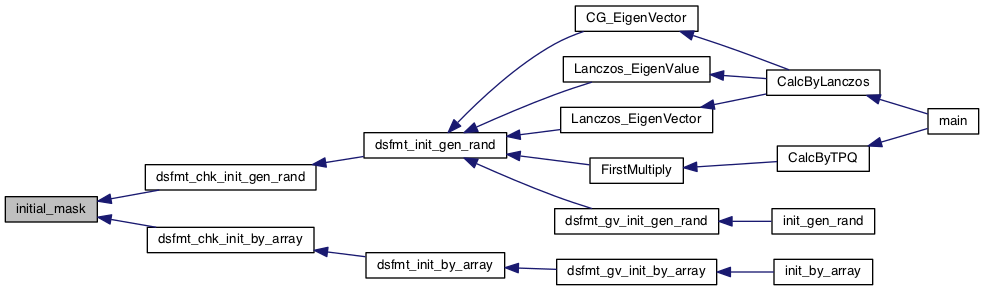 CG_EigenVector
Lanczos_EigenValue
CalcByLanczos
Lanczos_EigenVector
main
dsfmt_init_gen_rand
CalcByTPQ
FirstMultiply
dsfmt_chk_init_gen_rand
initial_mask
dsfmt_gv_init_gen_rand
init_gen_rand
dsfmt_chk_init_by_array
dsfmt_init_by_array
dsfmt_gv_init_by_array
init_by_array